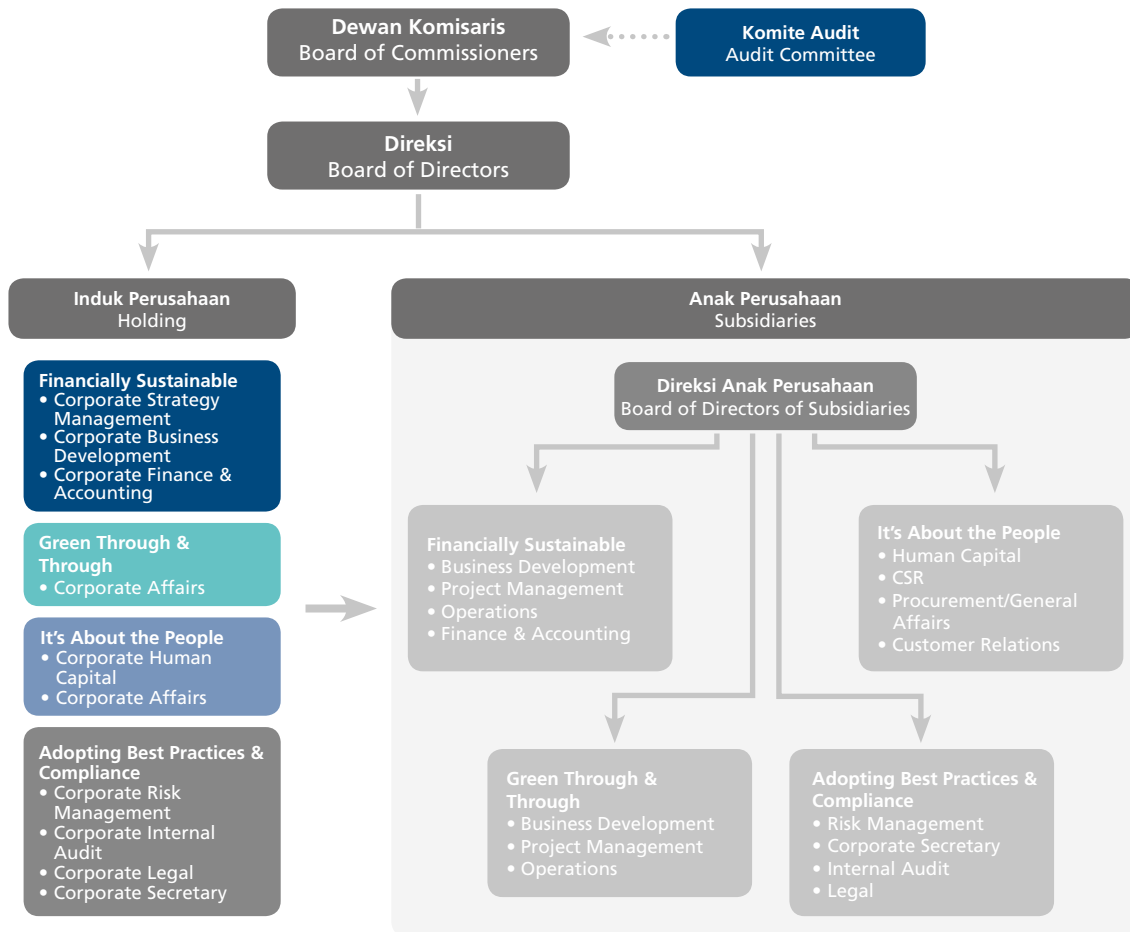 Dewan Komisaris
Board of Commissioners
Komite Audit
Audit Committee
Direksi
Board of Directors
Induk Perusahaan
Holding
Anak Perusahaan
Subsidiaries
Financially Sustainable
• Corporate Strategy
Management
• Corporate Business
Development
• Corporate Finance &
Accounting
Green Through &
Through
• Corporate Affairs
It's About the People
• Corporate Human
Capital
• Corporate Affairs
Adopting Best Practices &
Compliance
• Corporate Risk
Management
• Corporate Internal
Audit
• Corporate Legal
• Corporate Secretary
Direksi Anak Perusahaan
Board of Directors of Subsidiaries
Financially Sustainable
• Business Development
• Project Management
• Operations
• Finance & Accounting
It's About the People
• Human Capital
• CSR
• Procurement/General
Affairs
• Customer Relations
Green Through &
Through
• Business Development
• Project Management
• Operations
Adopting Best Practices &
Compliance
• Risk Management
• Corporate Secretary
• Internal Audit
• Legal